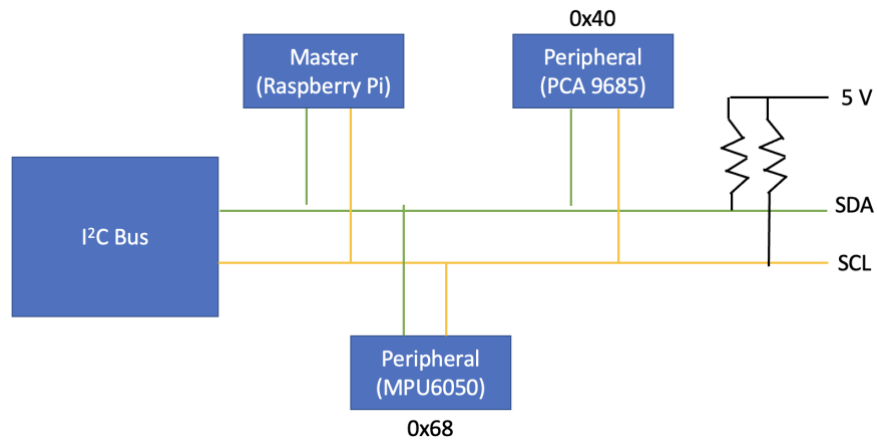 0x40
Master
(Raspberry Pi)
Peripheral
(PCA 9685)
5 V
I²C Bus
SDA
SCL
Peripheral
(MPU6050)
0x68